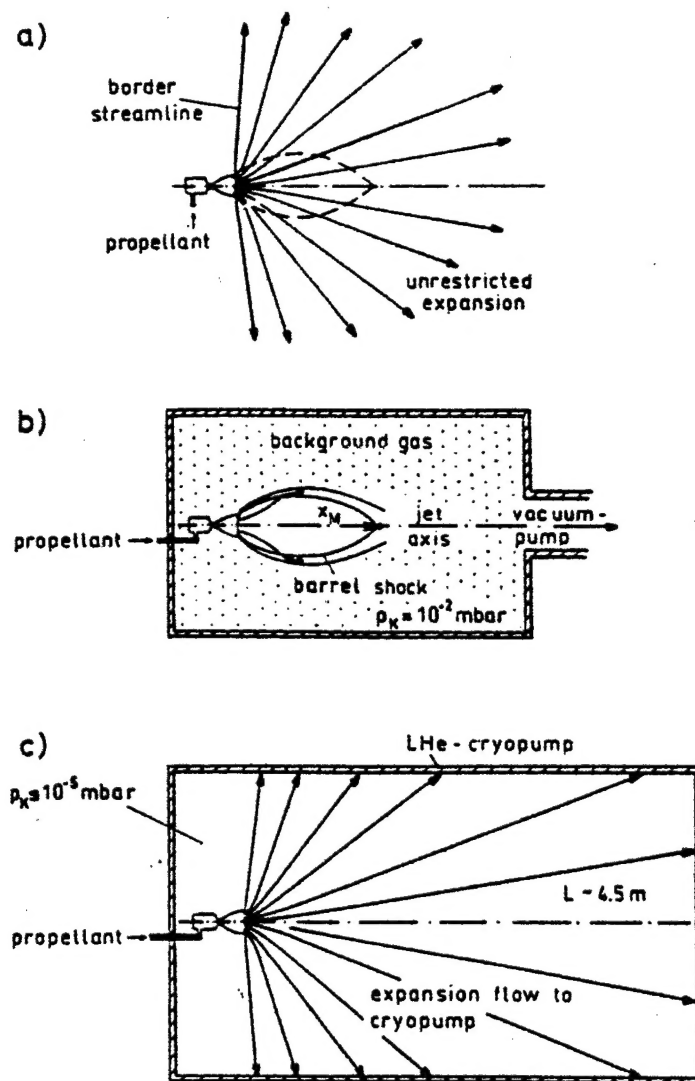 a)
border
streamline
propellant
unrestricted
expansion
b)
background gas
x_M
jet
axis
vacuum-
pump
propellant
barrel shock
p_K ≈ 10⁻² mbar
c)
LHe-cryopump
p_K ≤ 10⁻⁵ mbar
L ~ 4.5 m
propellant
expansion flow to
cryopump